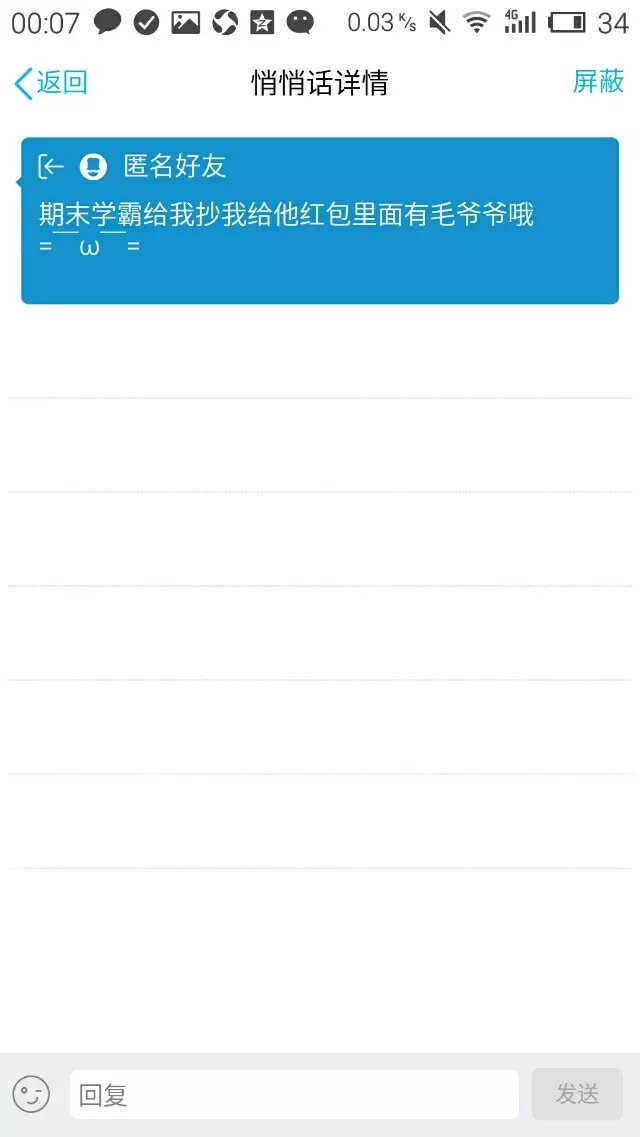 00:07 0.03 K/s 4G 34
返回 悄悄话详情 屏蔽
匿名好友
期末学霸给我抄我给他红包里面有毛爷爷哦
=￣ω￣=
回复 发送